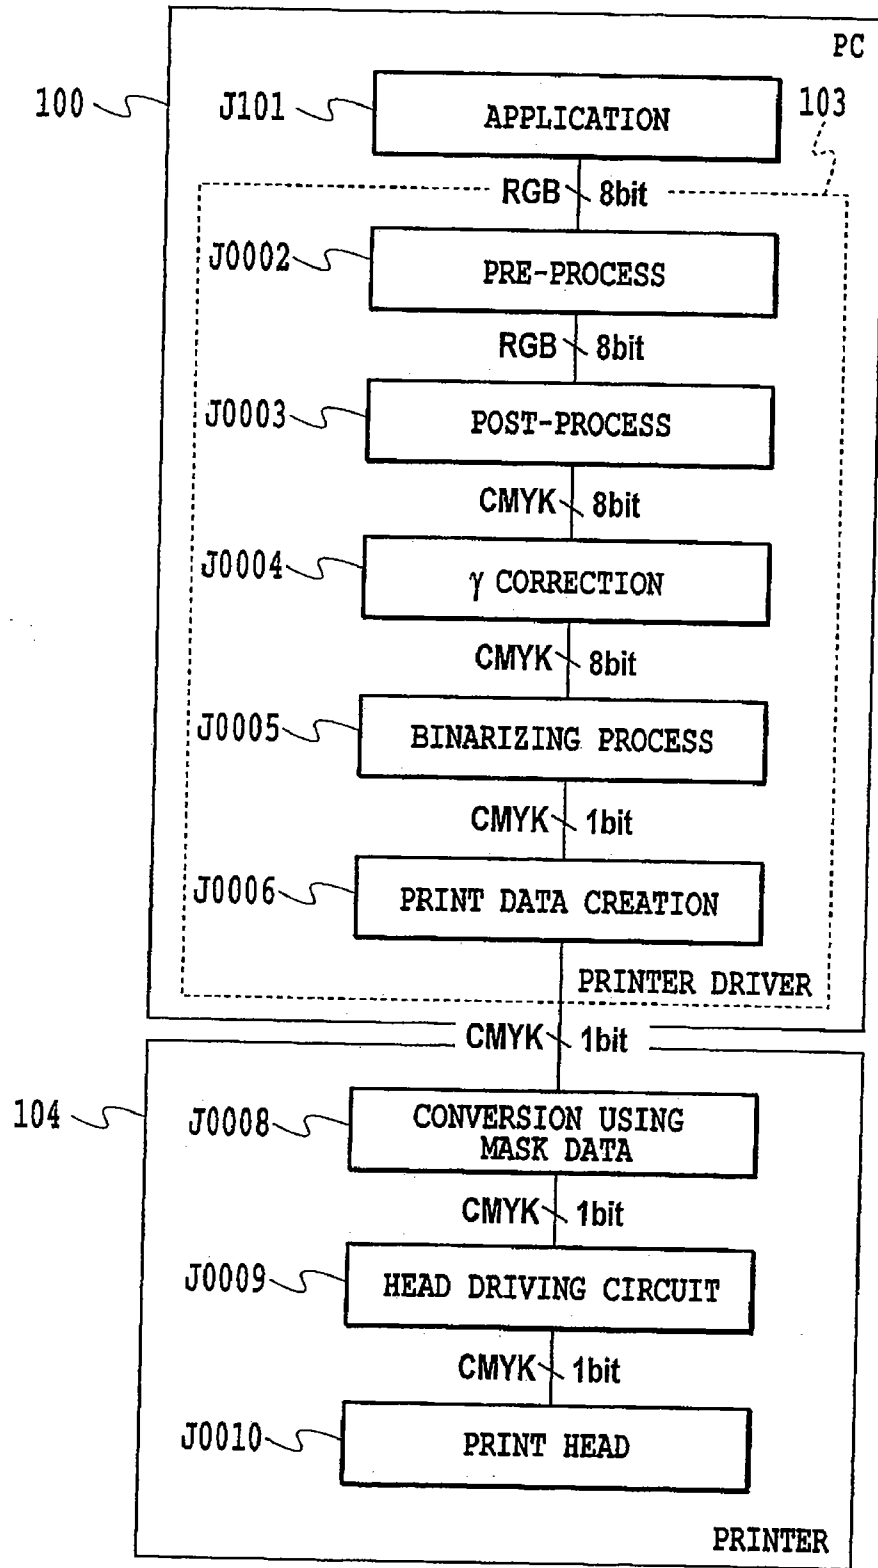 PC
100
J101
APPLICATION
103
RGB 8bit
J0002
PRE-PROCESS
RGB 8bit
J0003
POST-PROCESS
CMYK 8bit
J0004
γ CORRECTION
CMYK 8bit
J0005
BINARIZING PROCESS
CMYK 1bit
J0006
PRINT DATA CREATION
PRINTER DRIVER
CMYK 1bit
104
J0008
CONVERSION USING
MASK DATA
CMYK 1bit
J0009
HEAD DRIVING CIRCUIT
CMYK 1bit
J0010
PRINT HEAD
PRINTER